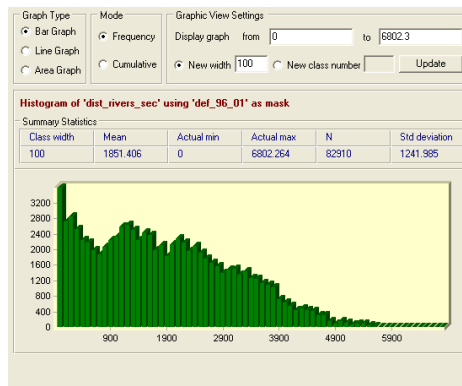 Graph Type
Mode
Graphic View Settings
Bar Graph
Line Graph
Area Graph
Frequency
Cumulative
Display graph from 0 to 6802.3
New width 100 New class number Update
Histogram of 'dist_rivers_sec' using 'def_96_01' as mask
Summary Statistics
Class width Mean Actual min Actual max N Std deviation
100 1851.406 0 6802.264 82910 1241.985
3200
2800
2400
2000
1600
1200
800
400
0
900 1900 2900 3900 4900 5900